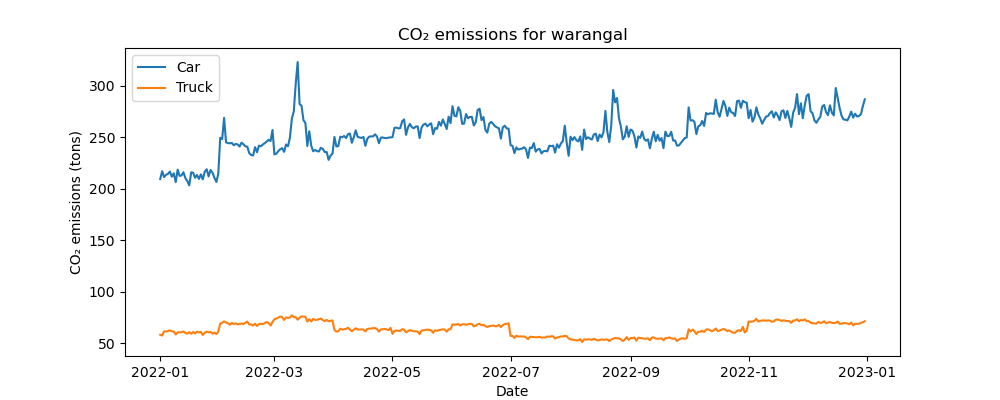 CO₂ emissions for warangal
Car
Truck
CO₂ emissions (tons)
300
250
200
150
100
50
2022-01
2022-03
2022-05
2022-07
2022-09
2022-11
2023-01
Date